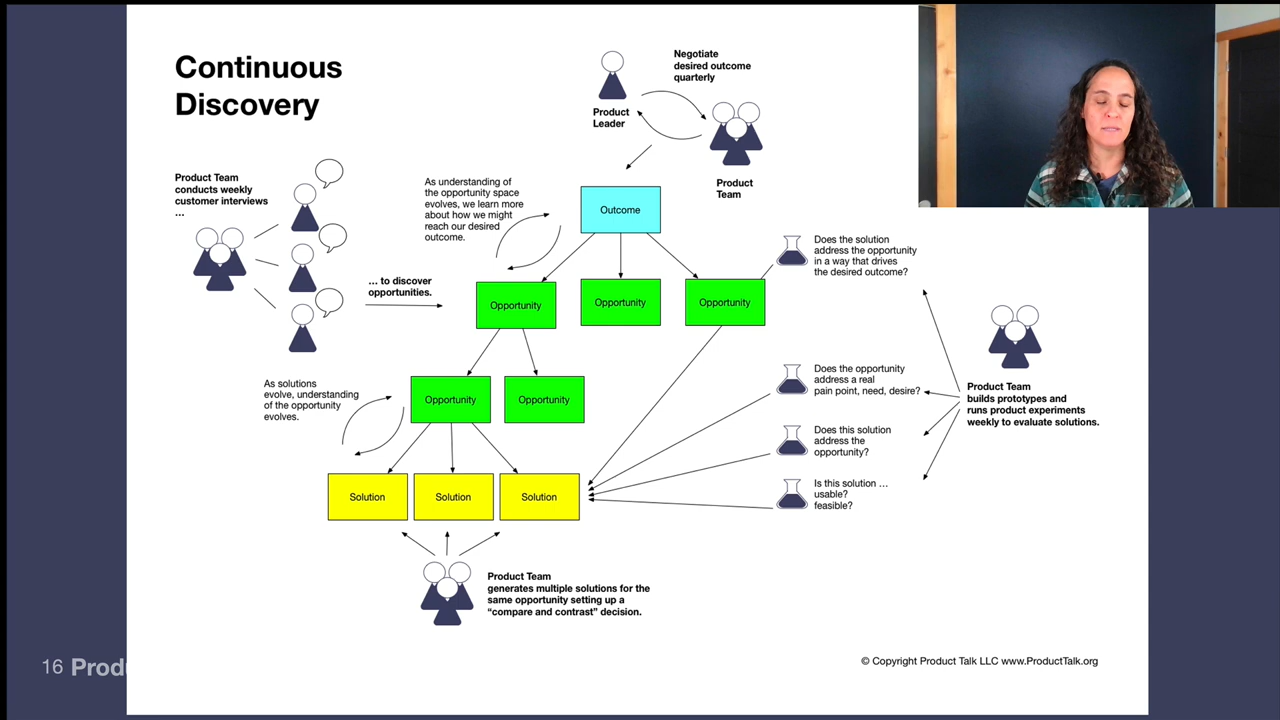 Continuous
Discovery
Negotiate
desired outcome
quarterly
Product
Leader
Product
Team
Product Team
conducts weekly
customer interviews
…
… to discover
opportunities.
As understanding of
the opportunity space
evolves, we learn more
about how we might
reach our desired
outcome.
Outcome
Opportunity
Opportunity
Opportunity
Does the solution
address the opportunity
in a way that drives
the desired outcome?
As solutions
evolve, understanding
of the opportunity
evolves.
Opportunity
Opportunity
Does the opportunity
address a real
pain point, need, desire?
Does this solution
address the
opportunity?
Is this solution …
usable?
feasible?
Product Team
builds prototypes and
runs product experiments
weekly to evaluate solutions.
Solution
Solution
Solution
Product Team
generates multiple solutions for the
same opportunity setting up a
“compare and contrast” decision.
16 Produ
© Copyright Product Talk LLC www.ProductTalk.org